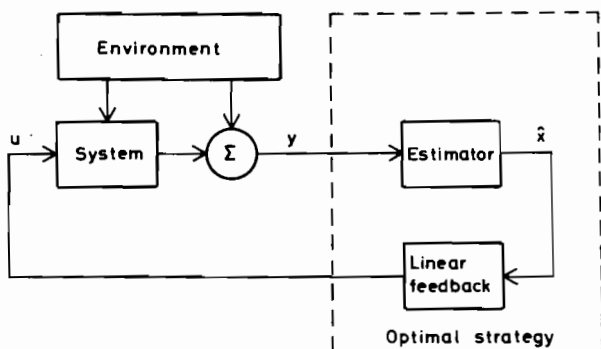 Environment
u
System
Σ
y
Estimator
x̂
Linear
feedback
Optimal strategy